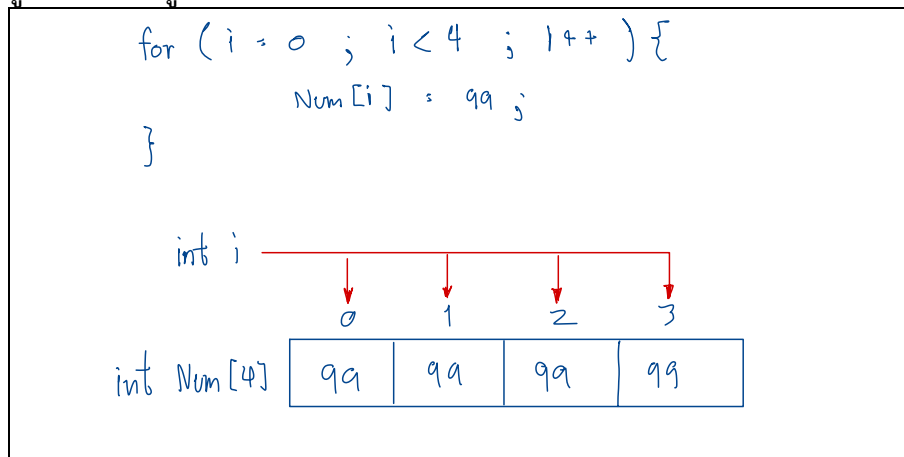 for ( i = 0 ; i < 4 ; i++ ) {
Num [i] = 99 ;
}
int i
0 1 2 3
int Num [4] 99 99 99 99